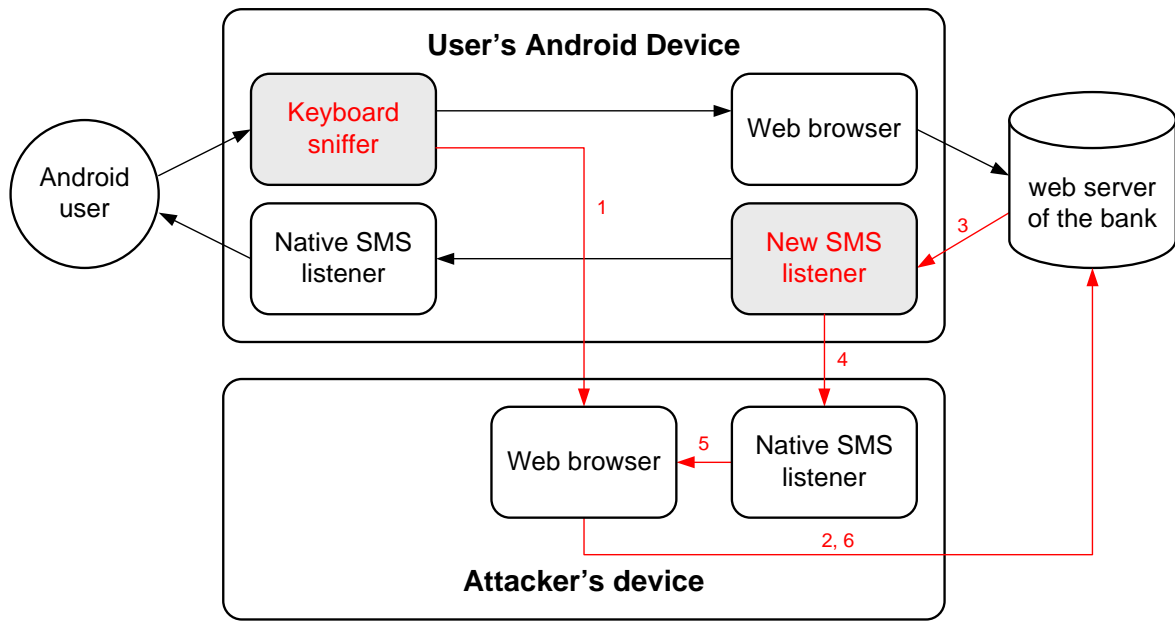 User’s Android Device
Keyboard
sniffer
Web browser
Android
user
web server
of the bank
1
3
Native SMS
listener
New SMS
listener
4
Web browser
5
Native SMS
listener
2, 6
Attacker’s device